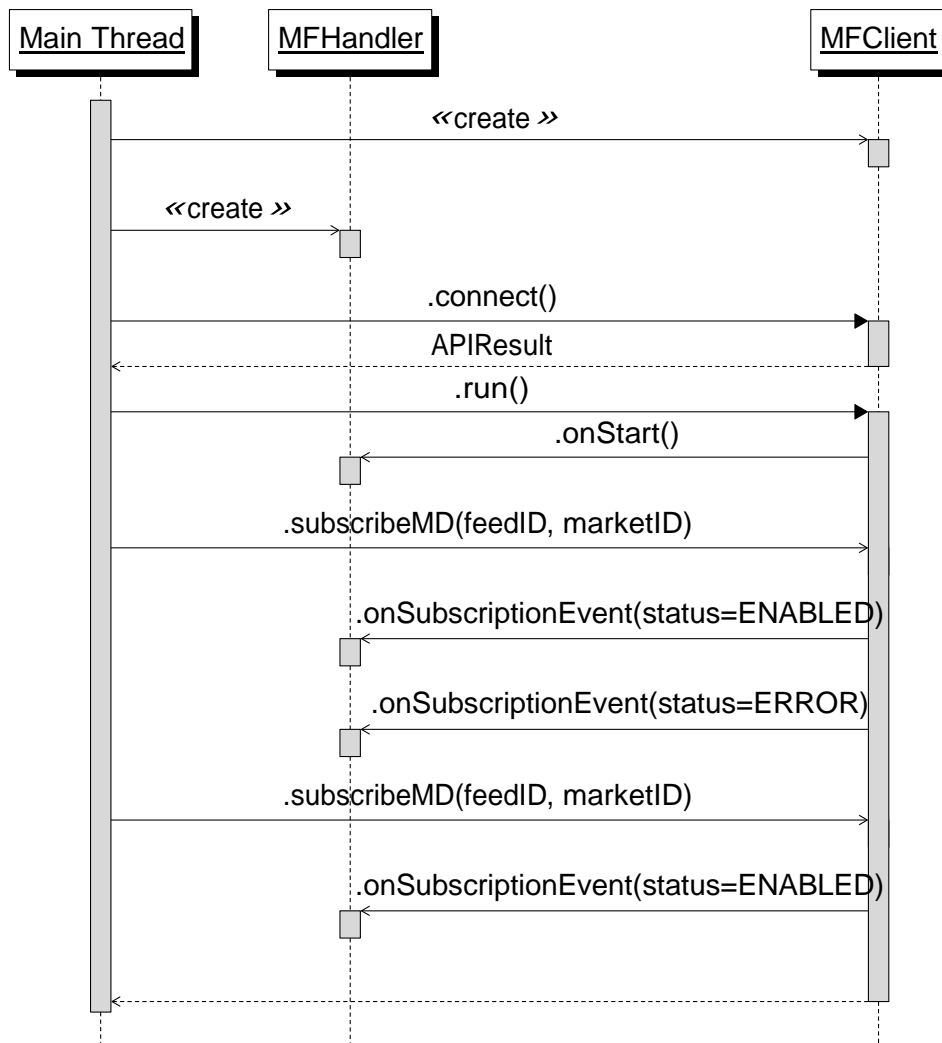 Main Thread
MFHandler
MFClient
«create »
«create »
.connect()
APIResult
.run()
.onStart()
.subscribeMD(feedID, marketID)
.onSubscriptionEvent(status=ENABLED)
.onSubscriptionEvent(status=ERROR)
.subscribeMD(feedID, marketID)
.onSubscriptionEvent(status=ENABLED)